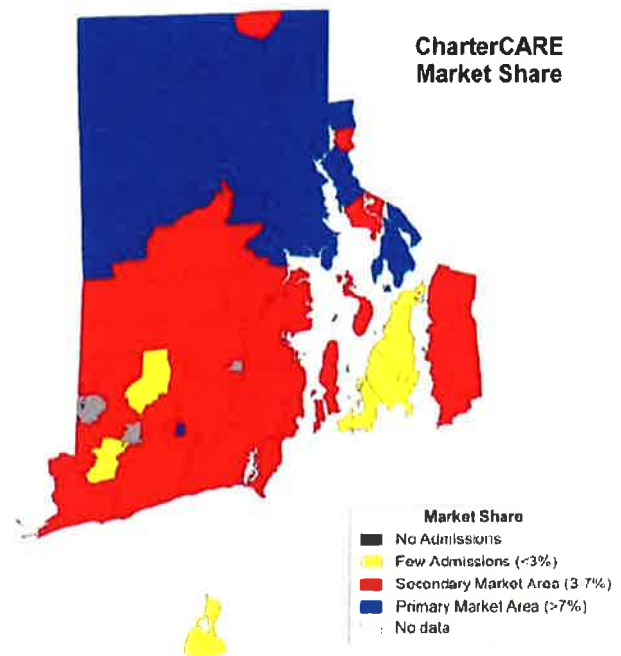 CharterCARE
Market Share
Market Share
No Admissions
Few Admissions (<3%)
Secondary Market Area (3-7%)
Primary Market Area (>7%)
No data